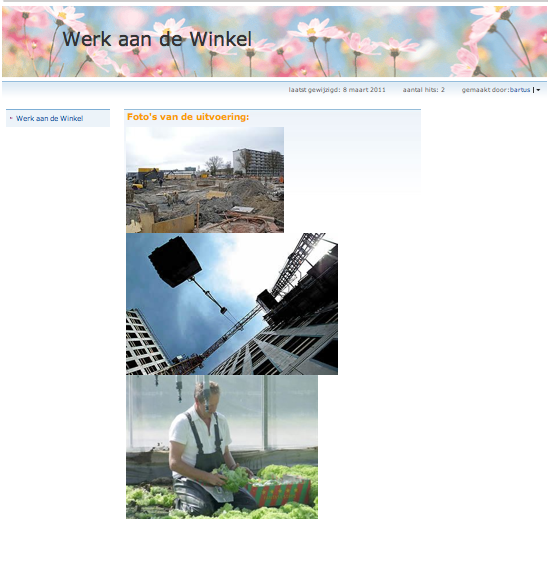 Werk aan de Winkel
laatst gewijzigd: 8 maart 2011 aantal hits: 2 gemaakt door:bartus
Werk aan de Winkel
Foto's van de uitvoering: